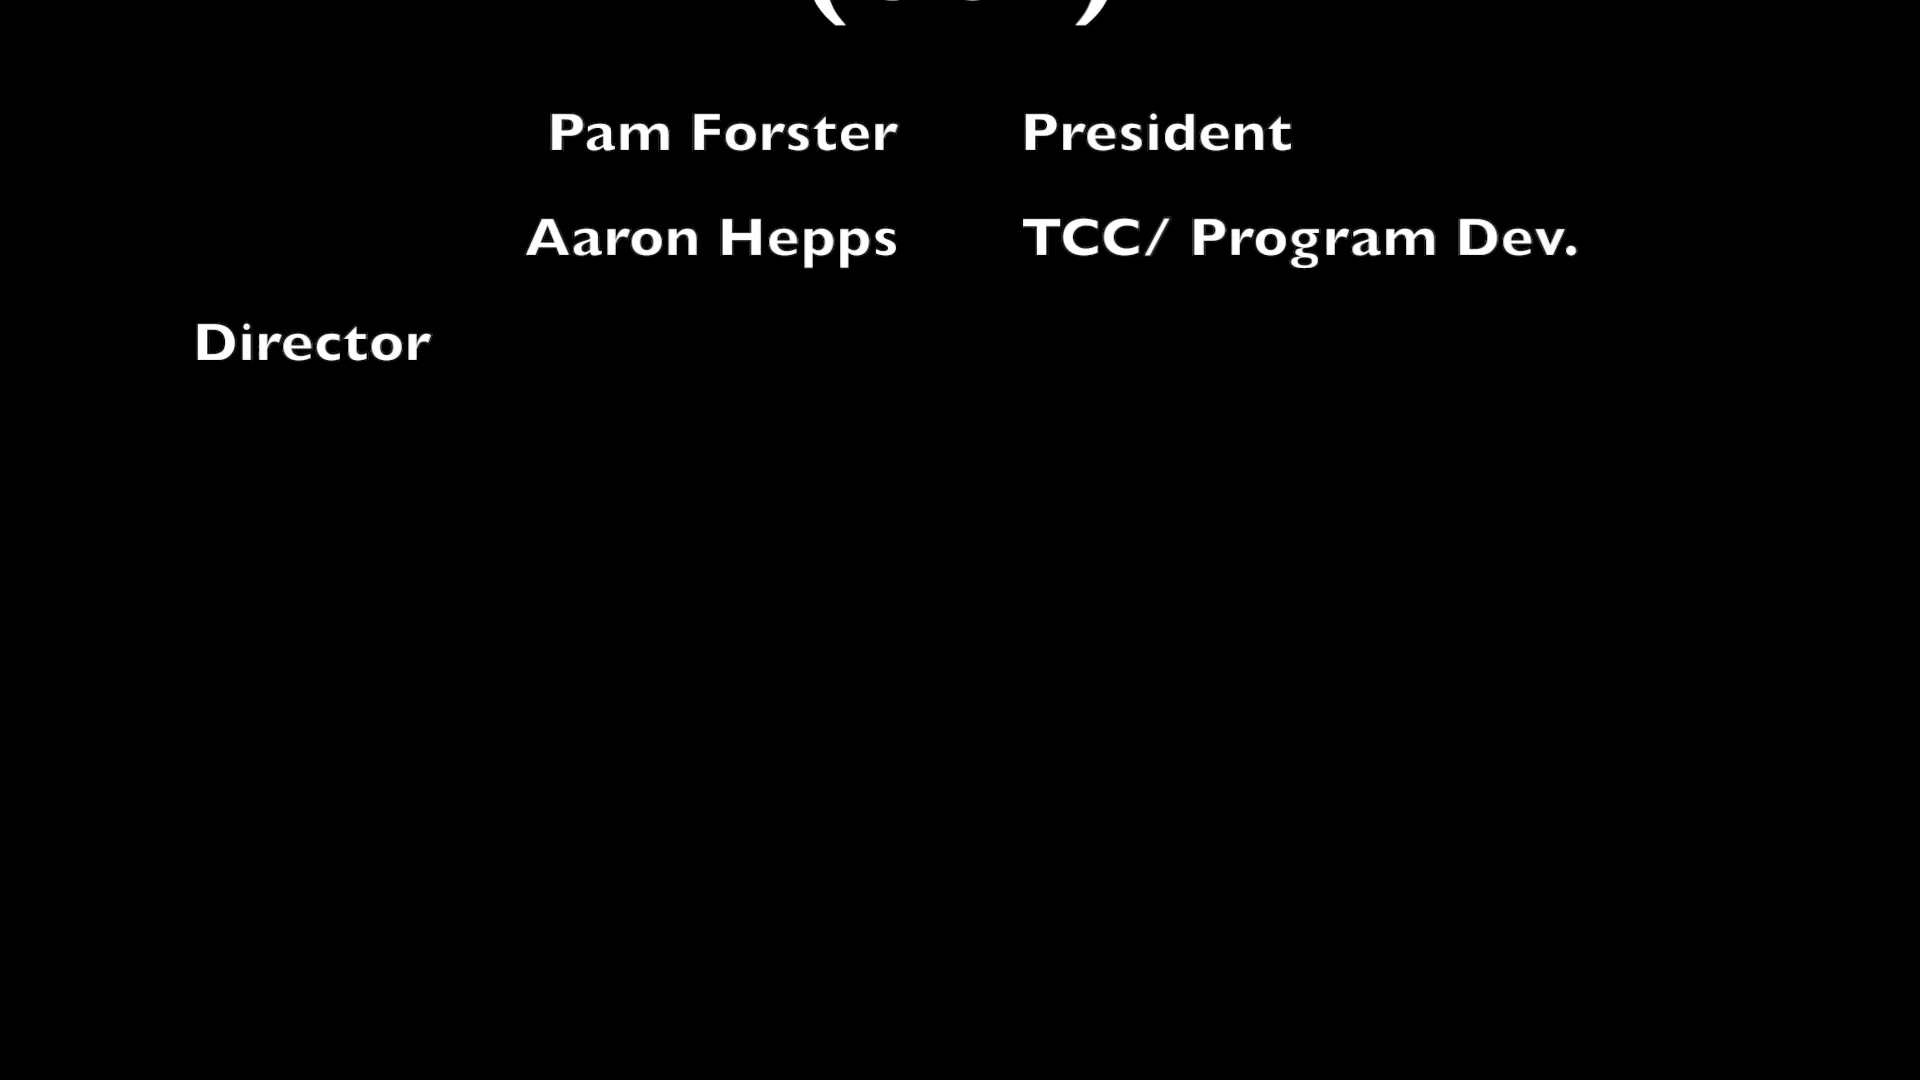 Pam Forster President
Aaron Hepps TCC/ Program Dev.
Director